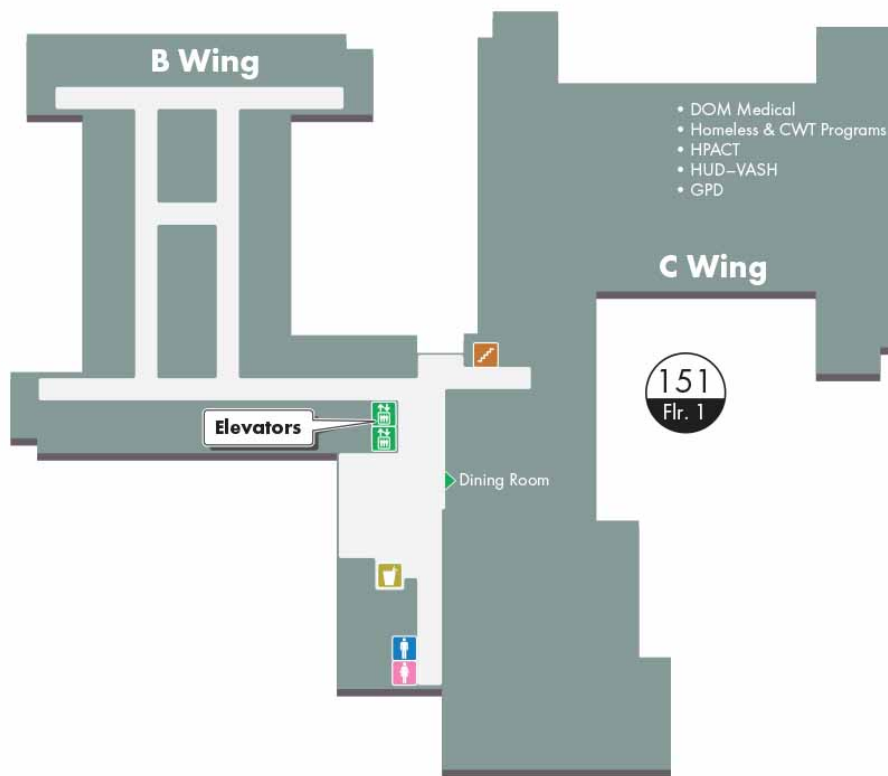 B Wing
• DOM Medical
• Homeless & CWT Programs
• HPACT
• HUD–VASH
• GPD
C Wing
151
Flr. 1
Elevators
Dining Room